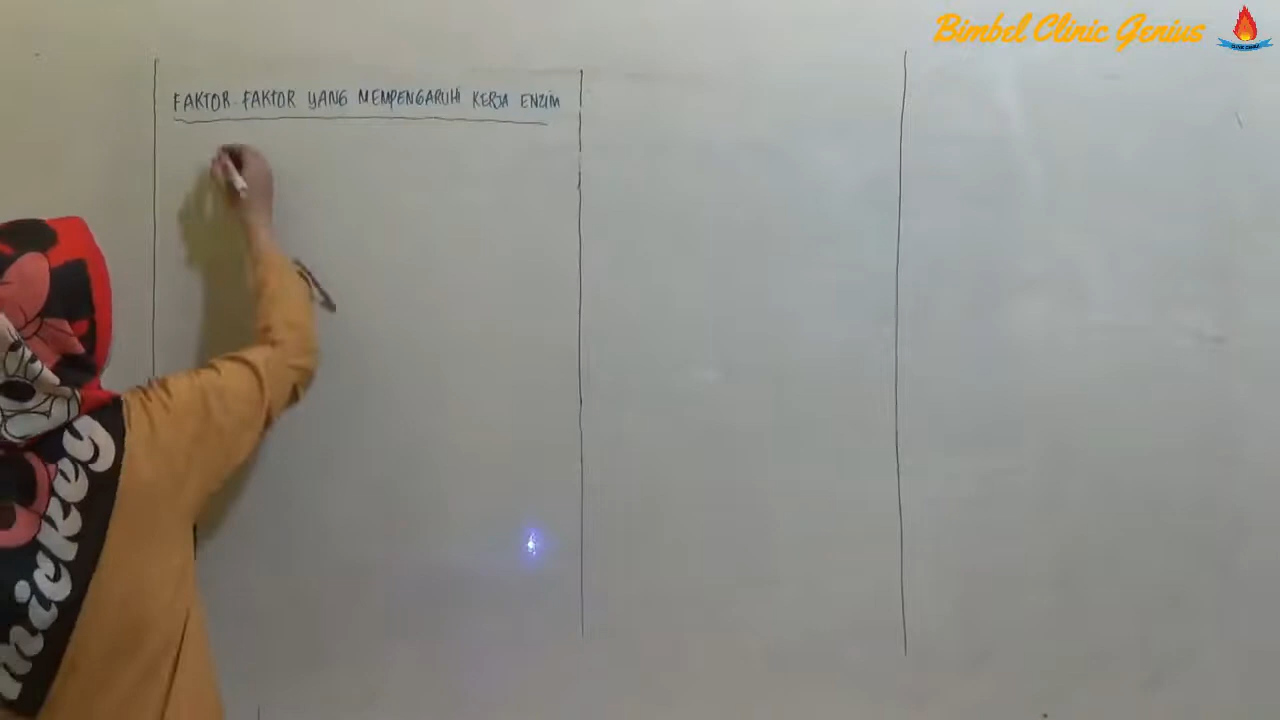 Bimbel Clinic Genius
FAKTOR-FAKTOR YANG MEMPENGARUHI KERJA ENZIM
mickey